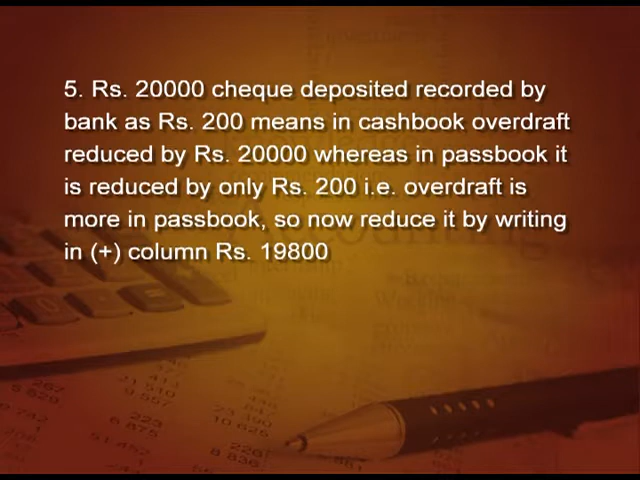 5. Rs. 20000 cheque deposited recorded by
bank as Rs. 200 means in cashbook overdraft
reduced by Rs. 20000 whereas in passbook it
is reduced by only Rs. 200 i.e. overdraft is
more in passbook, so now reduce it by writing
in (+) column Rs. 19800